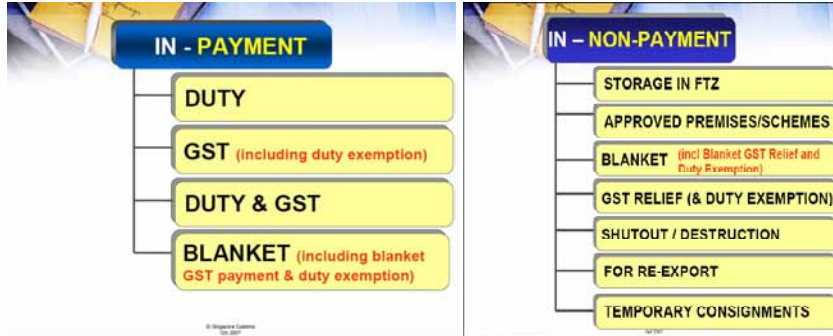 IN - PAYMENT
DUTY
GST (including duty exemption)
DUTY & GST
BLANKET (including blanket
GST payment & duty exemption)
© Singapore Customs
Oct 2007
IN – NON-PAYMENT
STORAGE IN FTZ
APPROVED PREMISES/SCHEMES
BLANKET (incl Blanket GST Relief and
Duty Exemption)
GST RELIEF (& DUTY EXEMPTION)
SHUTOUT / DESTRUCTION
FOR RE-EXPORT
TEMPORARY CONSIGNMENTS